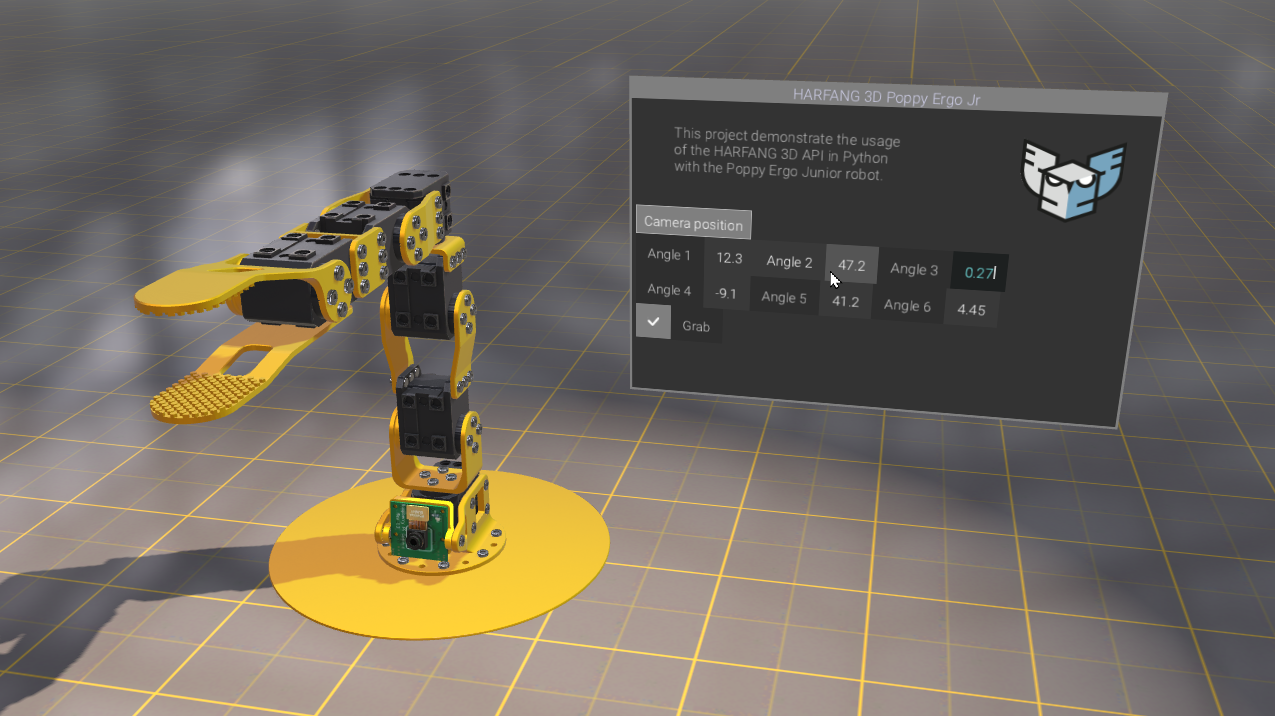 HARFANG 3D Poppy Ergo Jr
This project demonstrate the usage
of the HARFANG 3D API in Python
with the Poppy Ergo Junior robot.
Camera position
Angle 1 12.3 Angle 2 47.2 Angle 3 0.27
Angle 4 -9.1 Angle 5 41.2 Angle 6 4.45
Grab